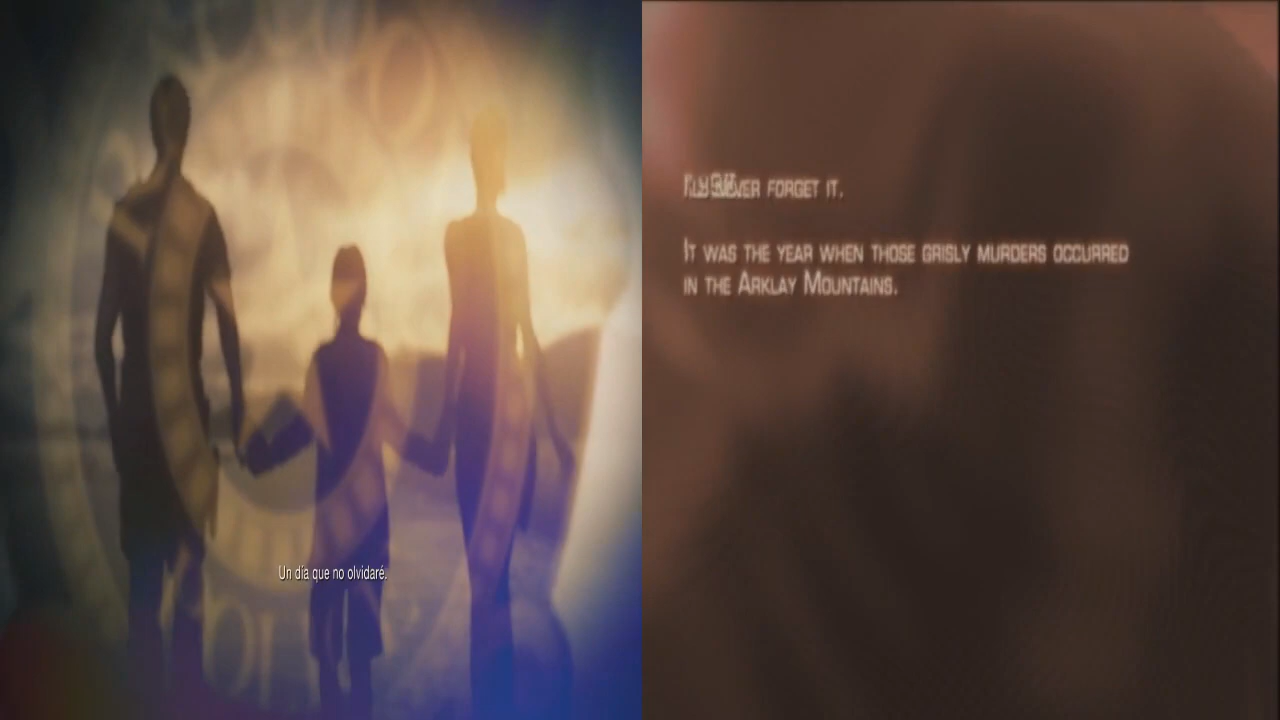 Un día que no olvidaré.
NEVER FORGET IT.
IT WAS THE YEAR WHEN THOSE GRISLY MURDERS OCCURRED
IN THE ARKLAY MOUNTAINS.